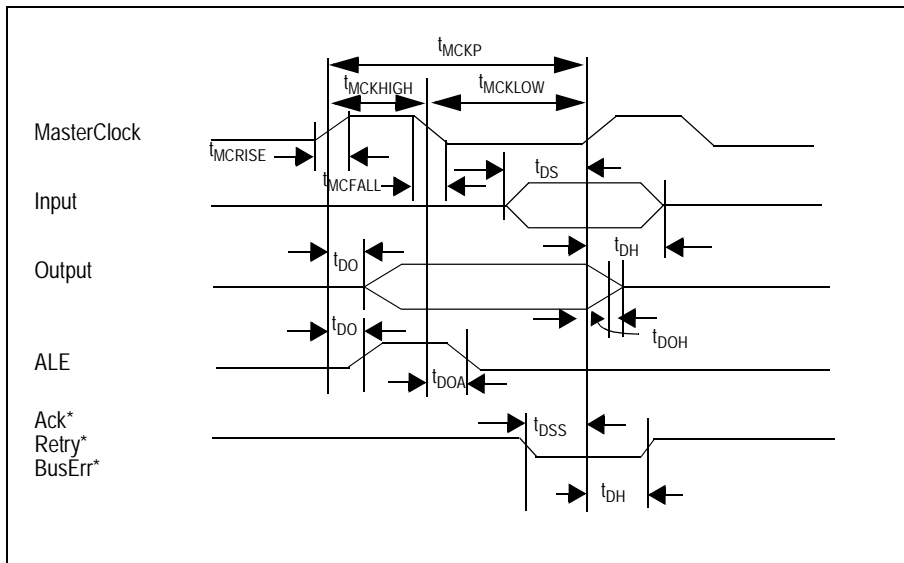 tMCKP
tMCKHIGH
tMCKLOW
MasterClock
tMCRISE
tDS
tMCFALL
Input
tDH
Output
tDO
tDO
tDOH
ALE
tDOA
Ack*
tDSS
Retry*
BusErr*
tDH